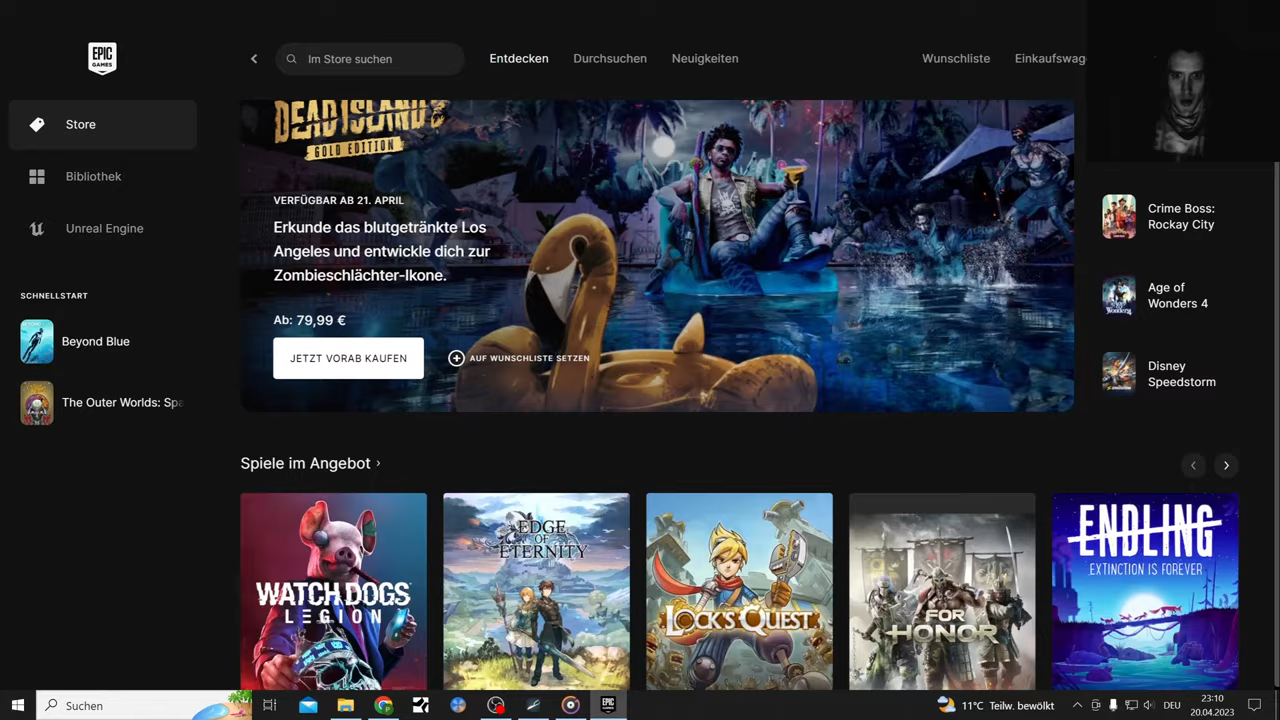 EPIC
GAMES
Im Store suchen
Entdecken
Durchsuchen
Neuigkeiten
Wunschliste
Einkaufswag
Store
Bibliothek
Unreal Engine
SCHNELLSTART
Beyond Blue
The Outer Worlds: Spa
DEAD ISLAND
GOLD EDITION
VERFÜGBAR AB 21. APRIL
Erkunde das blutgetränkte Los
Angeles und entwickle dich zur
Zombieschlächter-Ikone.
Ab: 79,99 €
JETZT VORAB KAUFEN
AUF WUNSCHLISTE SETZEN
Crime Boss:
Rockay City
Age of
Wonders 4
Disney
Speedstorm
Spiele im Angebot
WATCH DOGS
LEGION
EDGE
OF
ETERNITY
LOCK'S QUEST
FOR
HONOR
ENDLING
EXTINCTION IS FOREVER
Suchen
11°C Teilw. bewölkt
DEU
23:10
20.04.2023